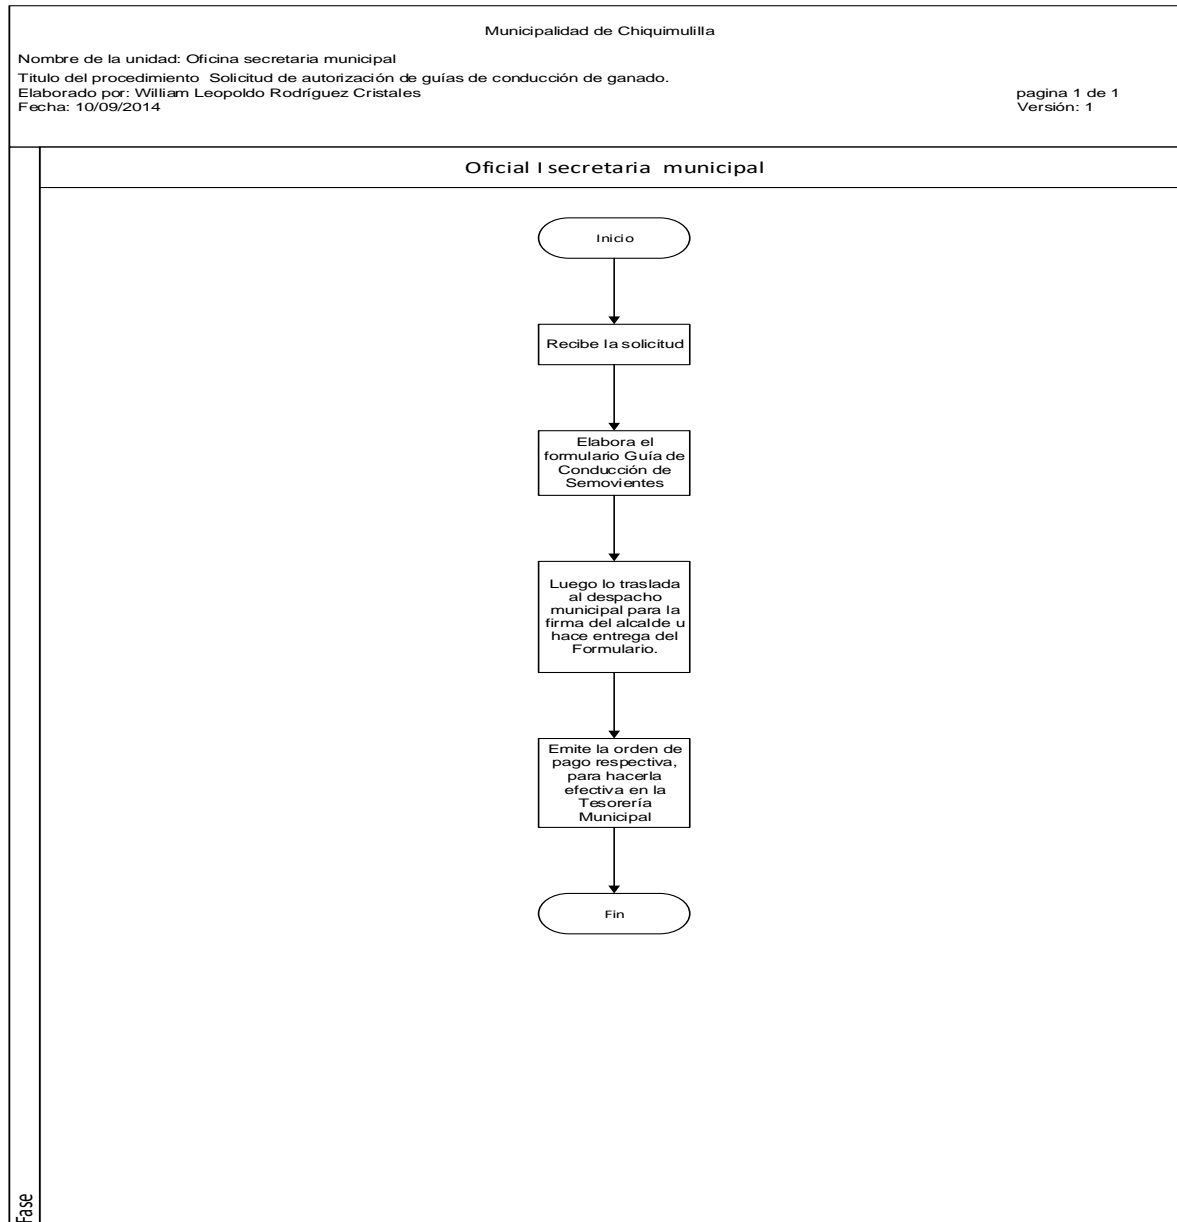 Municipalidad de Chiquimulilla
Nombre de la unidad: Oficina secretaria municipal
Titulo del procedimiento Solicitud de autorización de guías de conducción de ganado.
Elaborado por: William Leopoldo Rodríguez Cristales
pagina 1 de 1
Fecha: 10/09/2014
Versión: 1
Oficial I secretaria municipal
Inicio
Recibe la solicitud
Elabora el
formulario Guía de
Conducción de
Semovientes
Luego lo traslada
al despacho
municipal para la
firma del alcalde u
hace entrega del
Formulario.
Emite la orden de
pago respectiva,
para hacerla
efectiva en la
Tesorería
Municipal
Fin
Fase